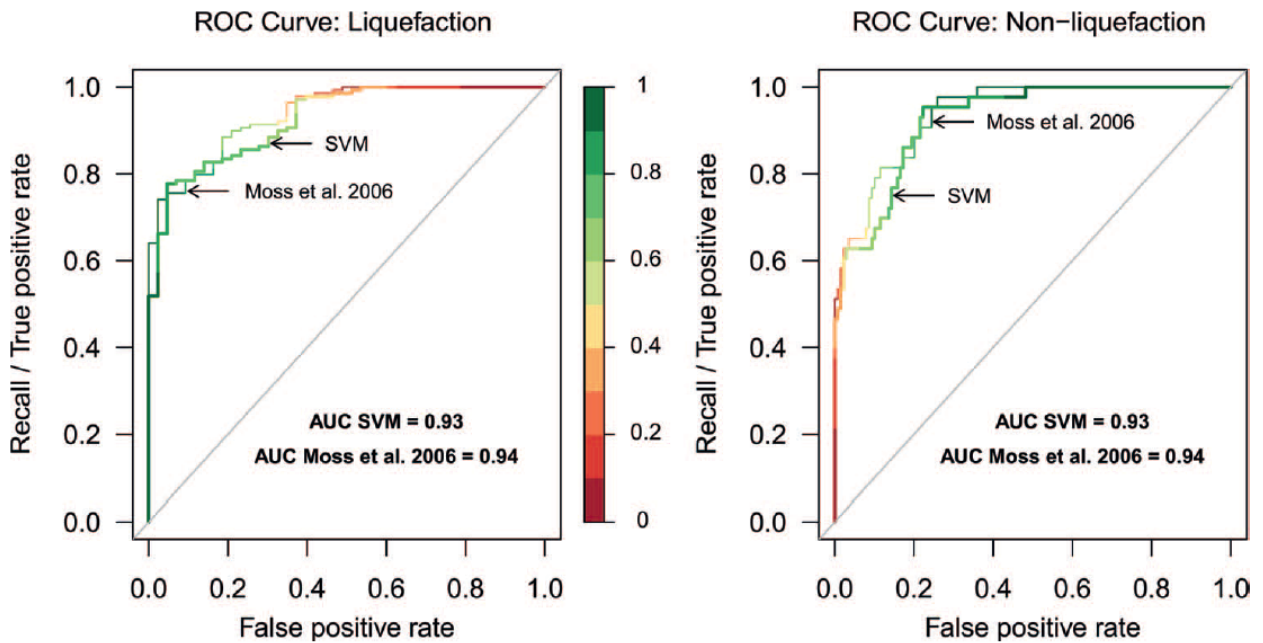 ROC Curve: Liquefaction
Recall / True positive rate
1.0
0.8
0.6
0.4
0.2
0.0
SVM
Moss et al. 2006
AUC SVM = 0.93
AUC Moss et al. 2006 = 0.94
0.0 0.2 0.4 0.6 0.8 1.0
False positive rate
1
0.8
0.6
0.4
0.2
0
ROC Curve: Non−liquefaction
Recall / True positive rate
1.0
0.8
0.6
0.4
0.2
0.0
Moss et al. 2006
SVM
AUC SVM = 0.93
AUC Moss et al. 2006 = 0.94
0.0 0.2 0.4 0.6 0.8 1.0
False positive rate